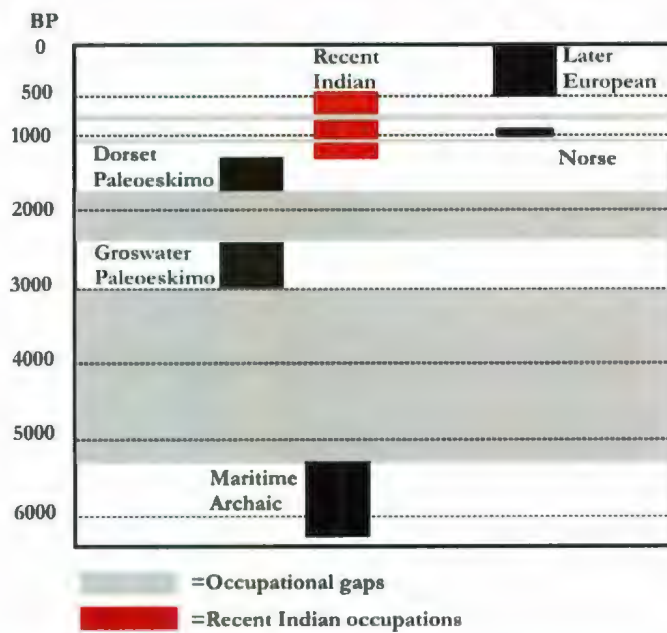 BP
0
500
1000
2000
3000
4000
5000
6000
Recent
Indian
Later
European
Norse
Dorset
Paleoeskimo
Groswater
Paleoeskimo
Maritime
Archaic
=Occupational gaps
=Recent Indian occupations